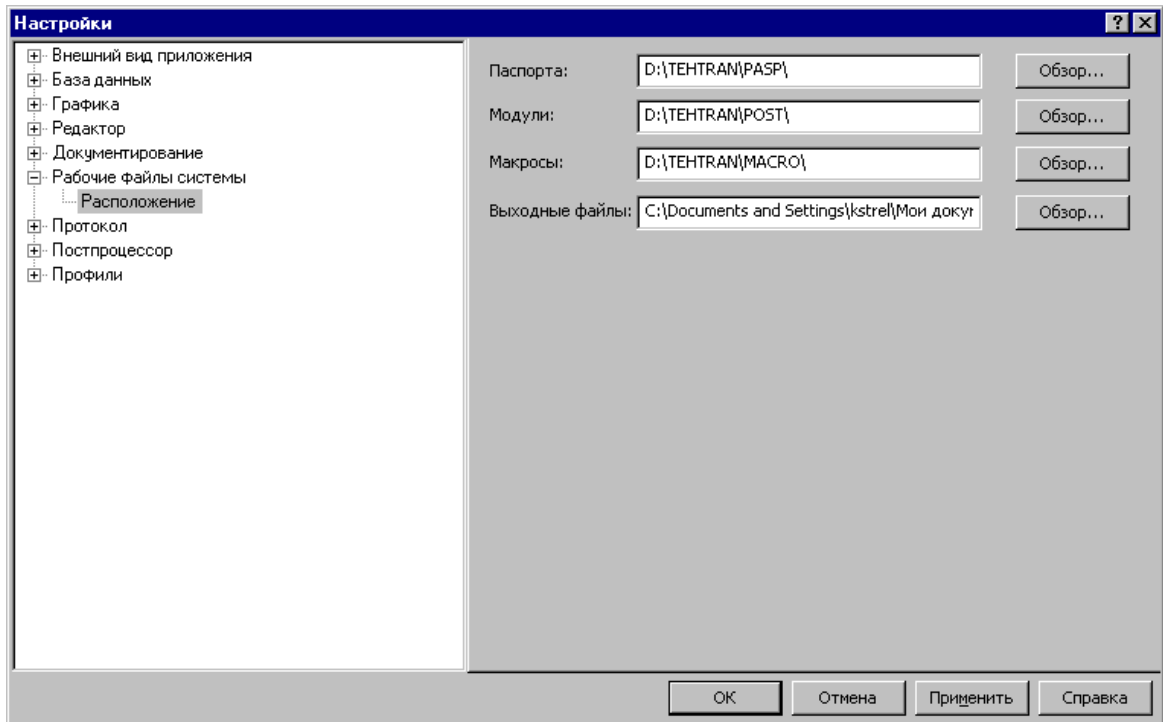 Настройки
Внешний вид приложения
База данных
Графика
Редактор
Документирование
Рабочие файлы системы
Расположение
Протокол
Постпроцессор
Профили
Паспорта: D:\TEHTRAN\PASP\ Обзор...
Модули: D:\TEHTRAN\POST\ Обзор...
Макросы: D:\TEHTRAN\MACRO\ Обзор...
Выходные файлы: C:\Documents and Settings\kstrel\Мои Обзор...
OK Отмена Применить Справка